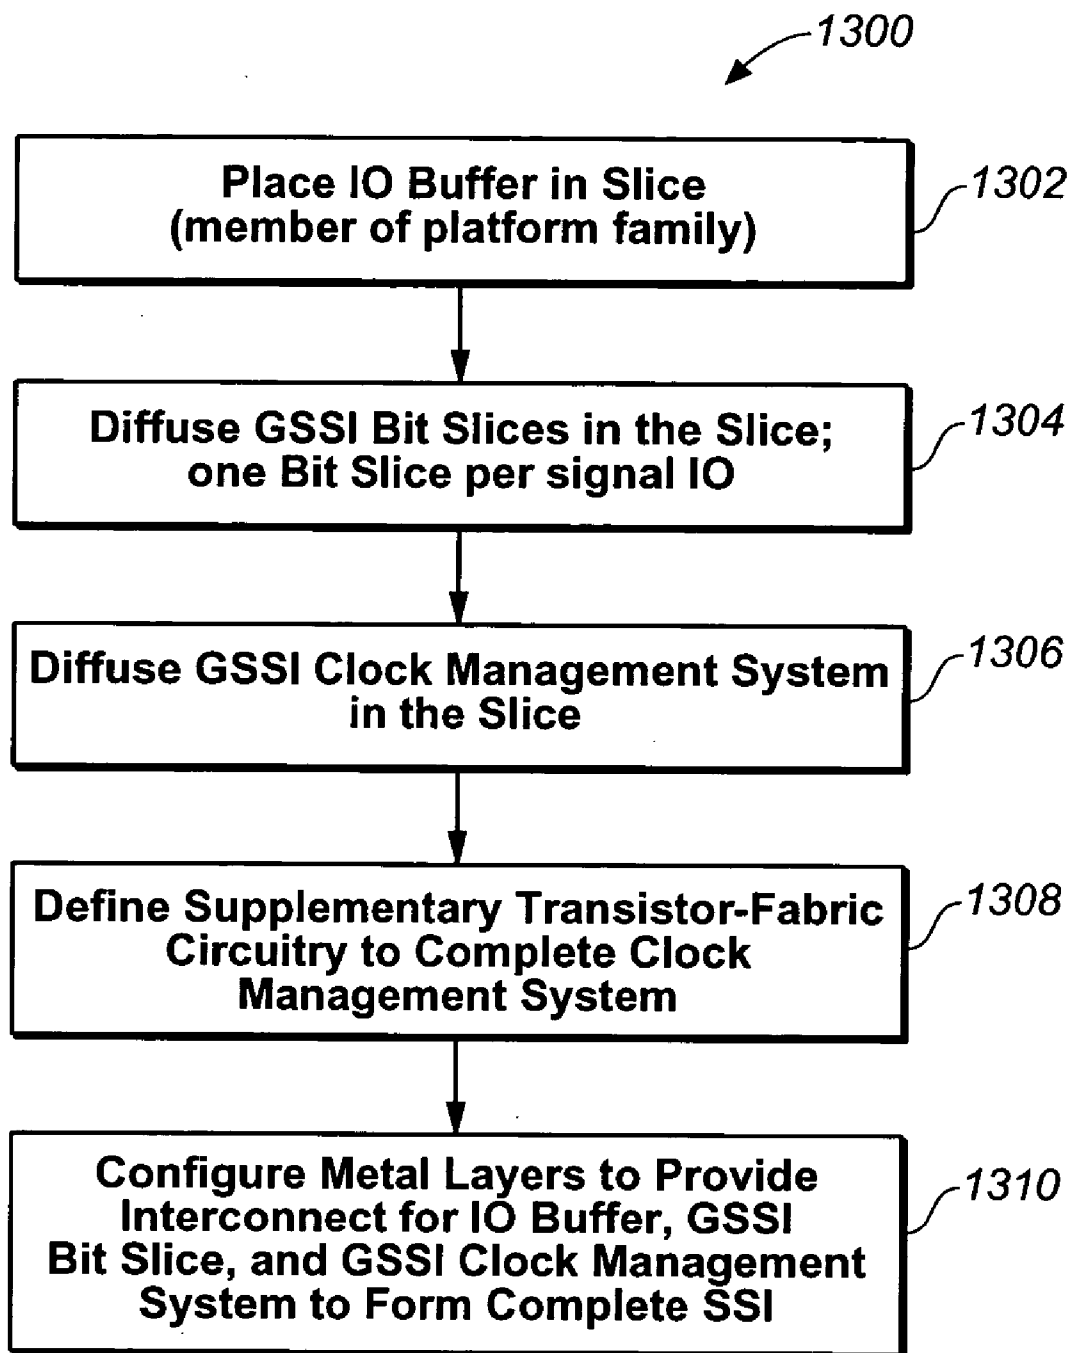 1300
Place IO Buffer in Slice
(member of platform family)
1302
Diffuse GSSI Bit Slices in the Slice;
one Bit Slice per signal IO
1304
Diffuse GSSI Clock Management System
in the Slice
1306
Define Supplementary Transistor-Fabric
Circuitry to Complete Clock
Management System
1308
Configure Metal Layers to Provide
Interconnect for IO Buffer, GSSI
Bit Slice, and GSSI Clock Management
System to Form Complete SSI
1310